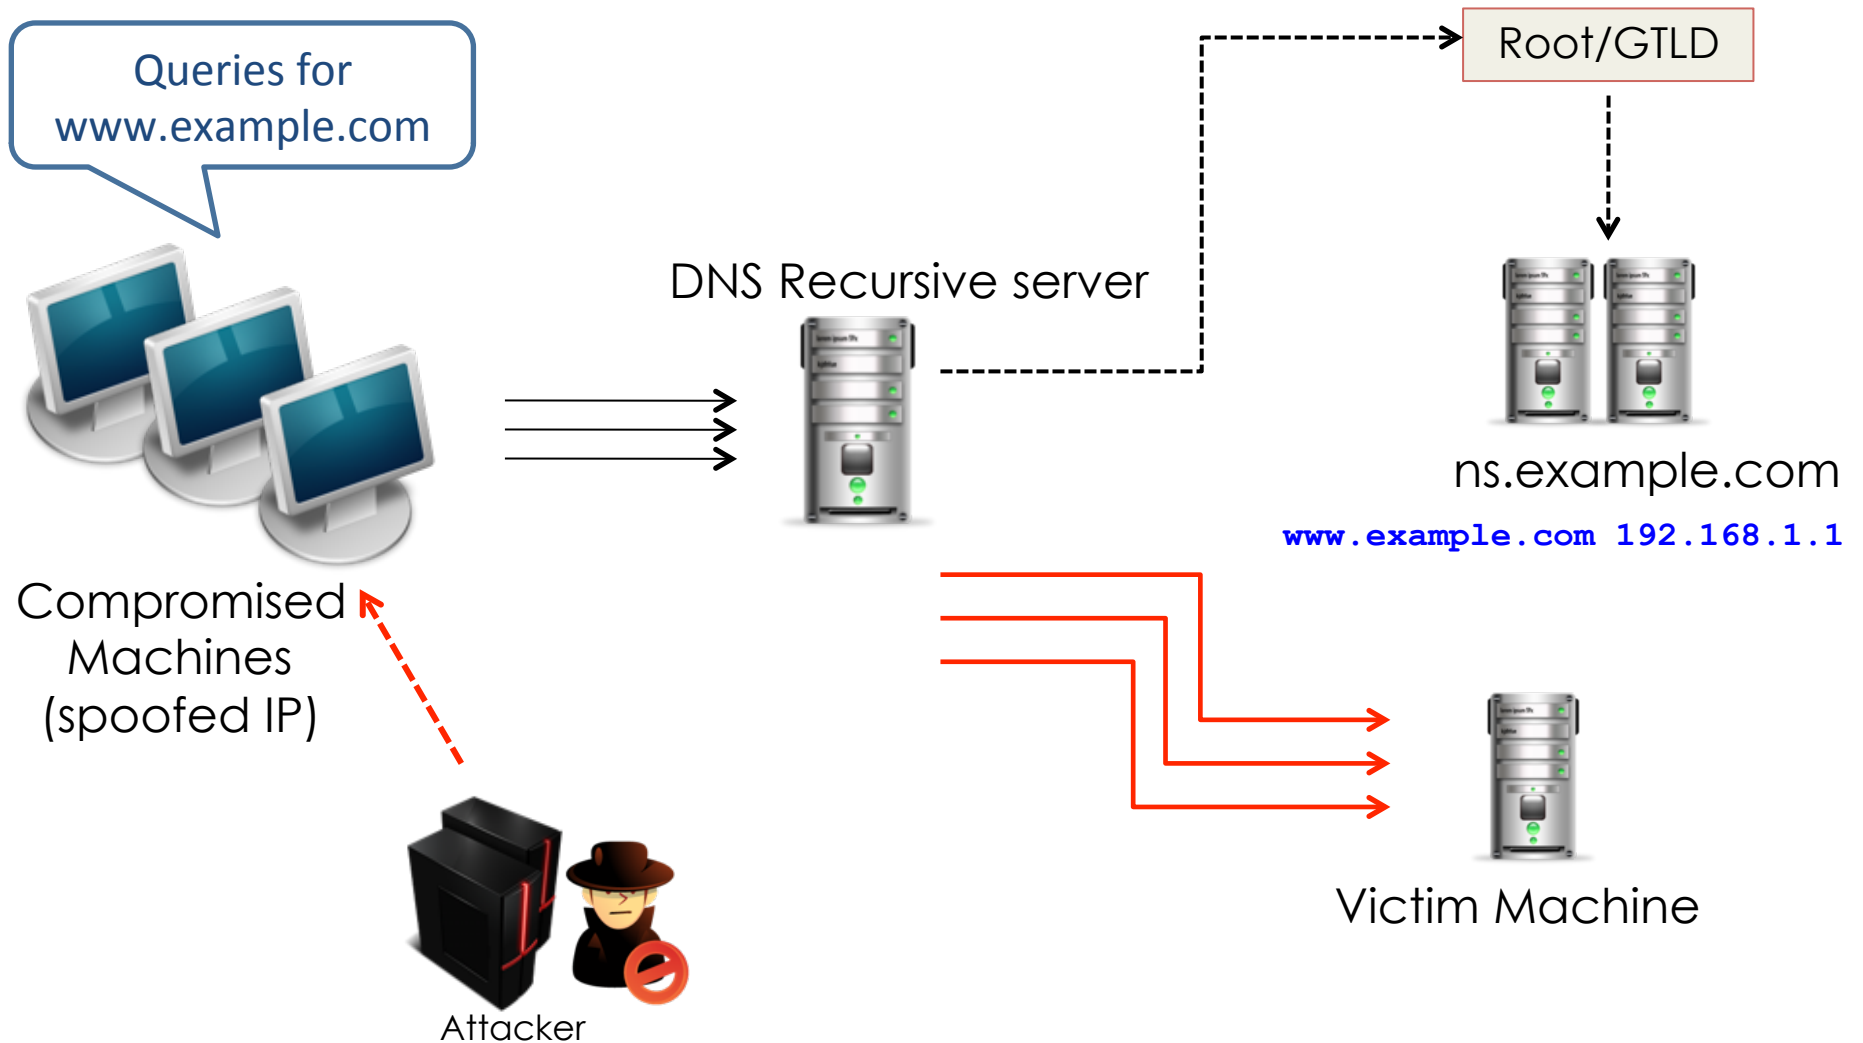 Queries for
www.example.com
Root/GTLD
DNS Recursive server
ns.example.com
www.example.com 192.168.1.1
Compromised
Machines
(spoofed IP)
Victim Machine
Attacker